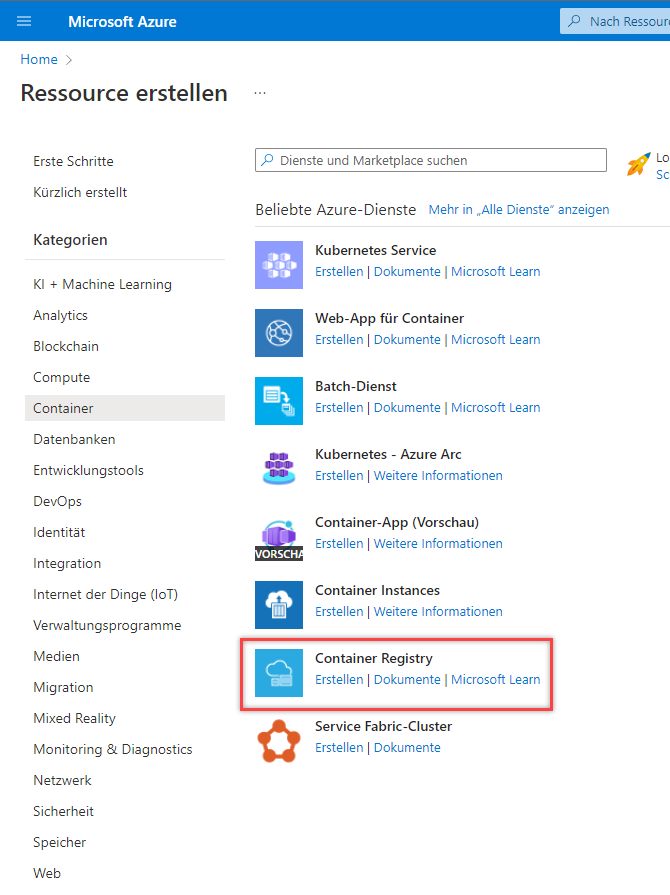 Microsoft Azure
Nach Ressour
Home
Ressource erstellen
...
Erste Schritte
Kürzlich erstellt
Kategorien
KI + Machine Learning
Analytics
Blockchain
Compute
Container
Datenbanken
Entwicklungstools
DevOps
Identität
Integration
Internet der Dinge (IoT)
Verwaltungsprogramme
Medien
Migration
Mixed Reality
Monitoring & Diagnostics
Netzwerk
Sicherheit
Speicher
Web
Dienste und Marketplace suchen
Lo
Sc
Beliebte Azure-Dienste Mehr in „Alle Dienste“ anzeigen
Kubernetes Service
Erstellen | Dokumente | Microsoft Learn
Web-App für Container
Erstellen | Dokumente | Microsoft Learn
Batch-Dienst
Erstellen | Dokumente | Microsoft Learn
Kubernetes - Azure Arc
Erstellen | Weitere Informationen
Container-App (Vorschau)
Erstellen | Weitere Informationen
VORSCHA
Container Instances
Erstellen | Weitere Informationen
Container Registry
Erstellen | Dokumente | Microsoft Learn
Service Fabric-Cluster
Erstellen | Dokumente